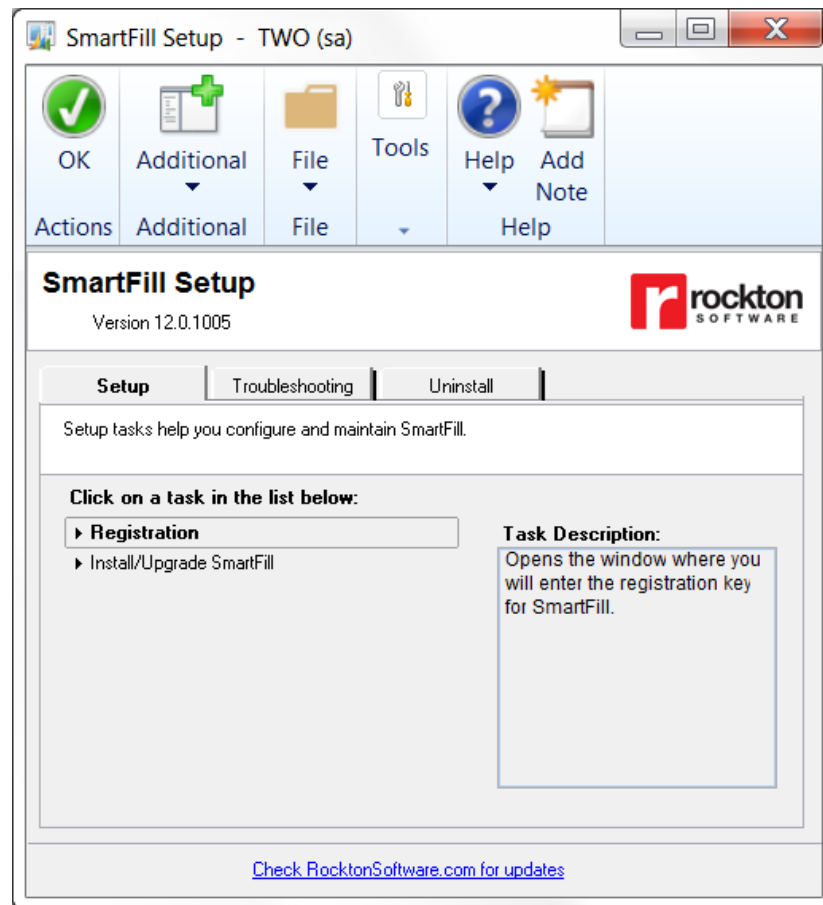 SmartFill Setup - TWO (sa)
OK
Additional
File
Tools
Help
Add
Note
Actions
Additional
File
Help
SmartFill Setup
Version 12.0.1005
rockton
SOFTWARE
Setup
Troubleshooting
Uninstall
Setup tasks help you configure and maintain SmartFill.
Click on a task in the list below:
Registration
Install/Upgrade SmartFill
Task Description:
Opens the window where you
will enter the registration key
for SmartFill.
Check RocktonSoftware.com for updates